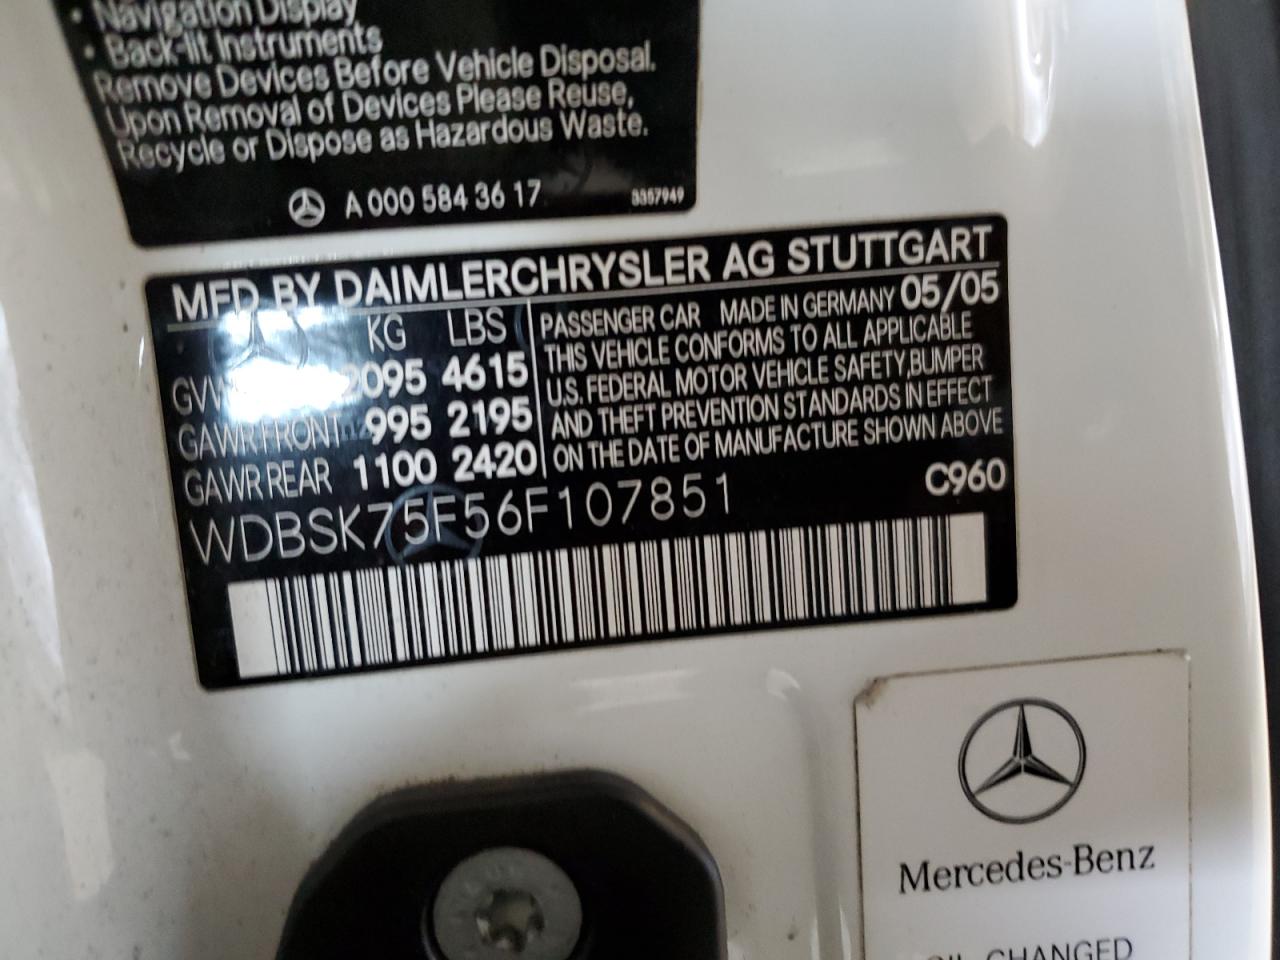 • Navigation Display
• Back-lit Instruments
Remove Devices Before Vehicle Disposal.
Upon Removal of Devices Please Reuse,
Recycle or Dispose as Hazardous Waste.
A 000 584 36 17 3357949
MFD BY DAIMLERCHRYSLER AG STUTTGART
KG LBS
GVW 2095 4615
GAWR FRONT 995 2195
GAWR REAR 1100 2420
PASSENGER CAR MADE IN GERMANY 05/05
THIS VEHICLE CONFORMS TO ALL APPLICABLE
U.S. FEDERAL MOTOR VEHICLE SAFETY,BUMPER
AND THEFT PREVENTION STANDARDS IN EFFECT
ON THE DATE OF MANUFACTURE SHOWN ABOVE
WDBSK75F56F107851 C960
Mercedes-Benz
OIL CHANGED